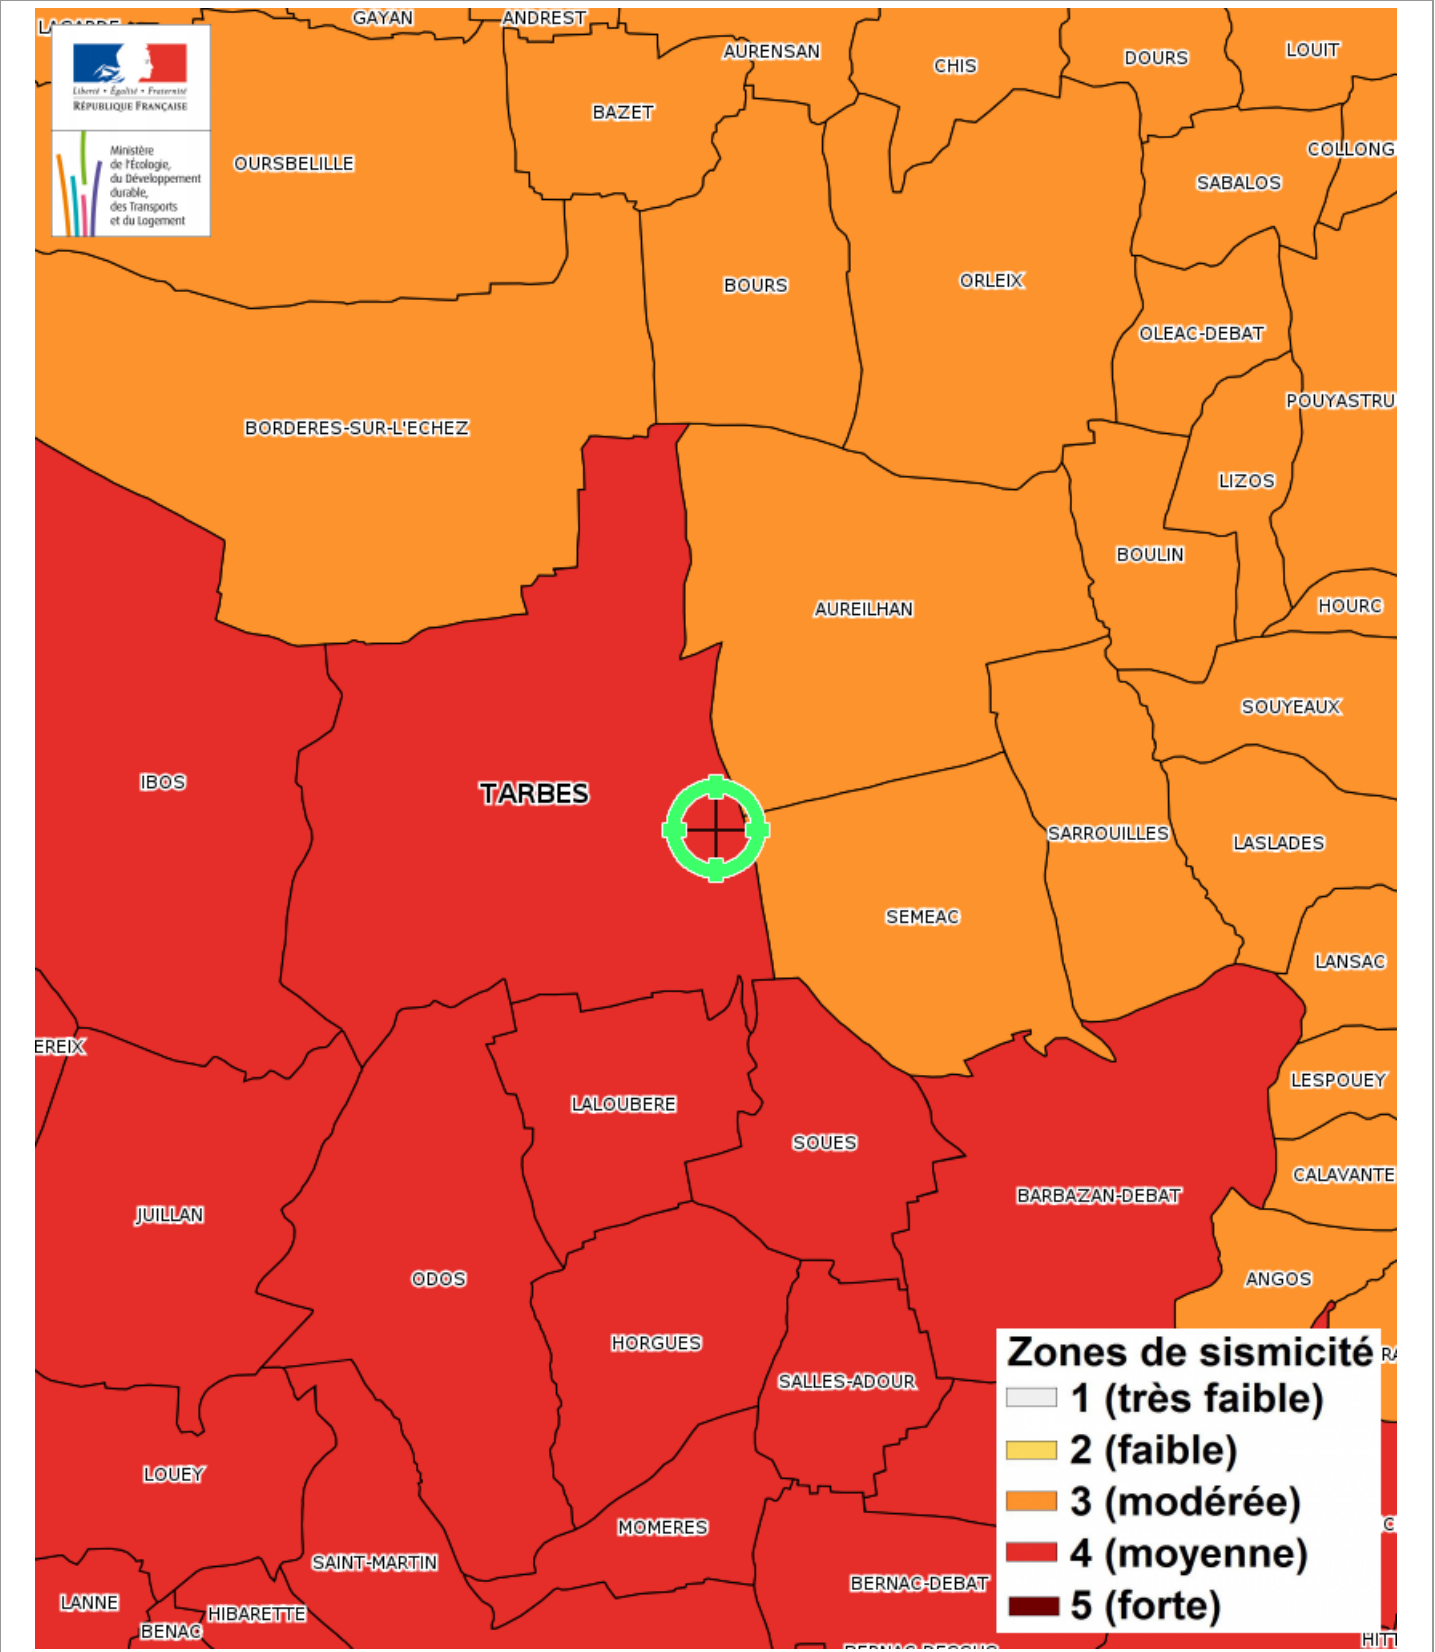 GAYAN
ANDREST
AURENSAN
CHIS
DOURS
LOUIT
Liberté • Égalité • Fraternité
RÉPUBLIQUE FRANÇAISE
Ministère
de l'Écologie,
du Développement
durable,
des Transports
et du Logement
BAZET
OURSBELILLE
COLLONG
SABALOS
BOURS
ORLEIX
OLEAC-DEBAT
POUYASTRU
BORDERES-SUR-L'ECHEZ
LIZOS
BOULIN
HOURC
AUREILHAN
SOUYEAUX
IBOS
TARBES
SARROUILLES
LASLADES
SEMEAC
LANSAC
EREIX
LESPOUEY
LALOUBERE
SOUES
CALAVANTE
BARBAZAN-DEBAT
JUILLAN
ODOS
ANGOS
HORGUES
SALLES-ADOUR
LOUEY
MOMERES
SAINT-MARTIN
BERNAC-DEBAT
LANNE
HIBARETTE
BENAC
Zones de sismicité
1 (très faible)
2 (faible)
3 (modérée)
4 (moyenne)
5 (forte)
RA
C
HITT